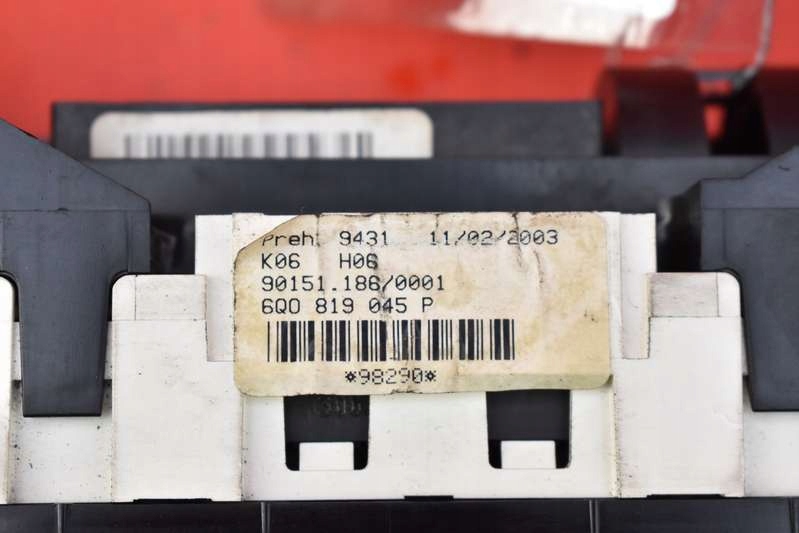 Preh. 9431 11/02/2003
K06 H06
90151.186/0001
6Q0 819 045 P
*98290*